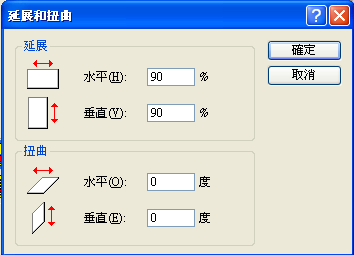 延展和扭曲
延展
水平(H): 90 %
垂直(V): 90 %
扭曲
水平(O): 0 度
垂直(E): 0 度
確定
取消